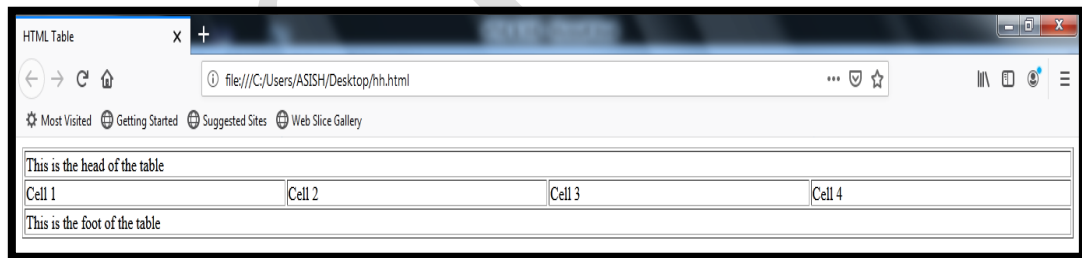 HTML Table
file:///C:/Users/ASISH/Desktop/hh.html
Most Visited Getting Started Suggested Sites Web Slice Gallery
This is the head of the table
Cell 1 Cell 2 Cell 3 Cell 4
This is the foot of the table